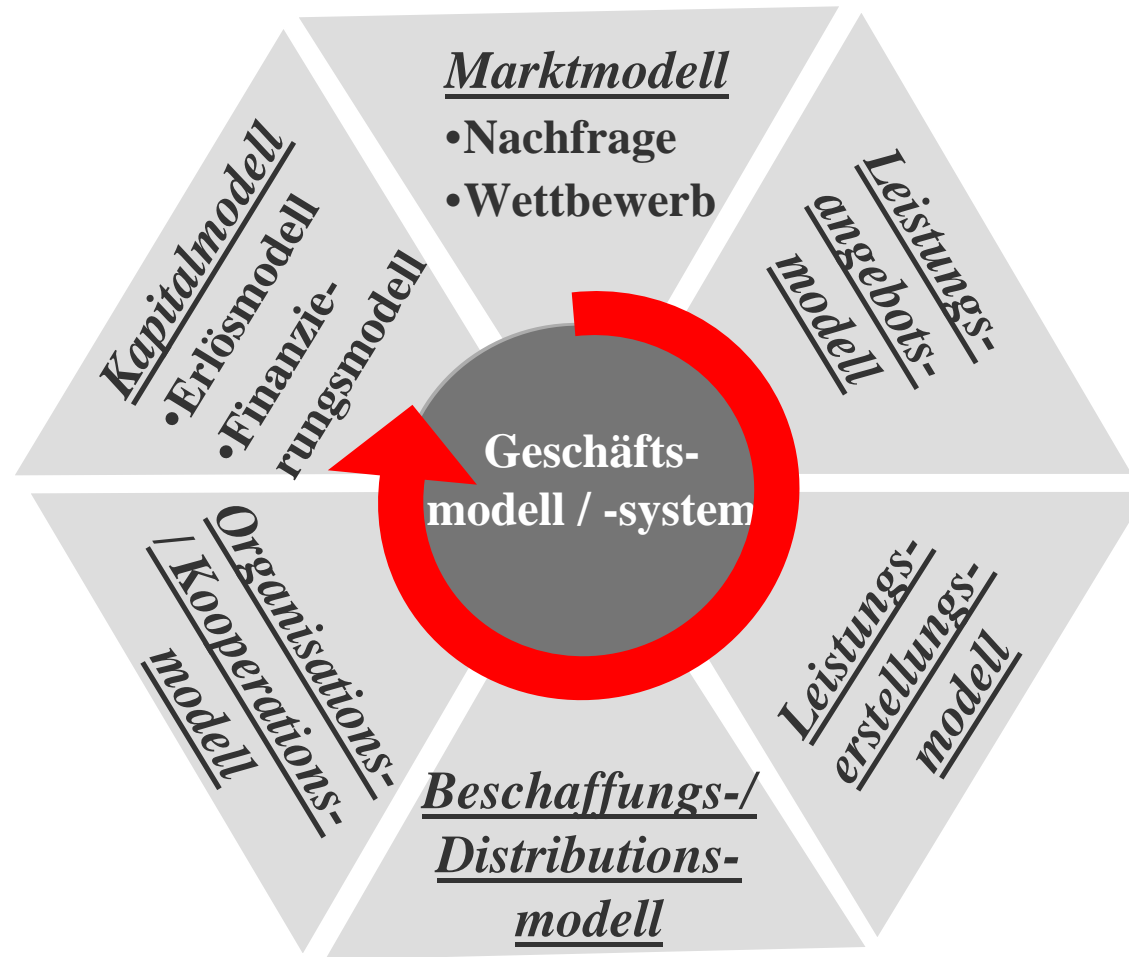 Marktmodell
•Nachfrage
•Wettbewerb
Leistungs-
angebots-
modell
Leistungs-
erstellungs-
modell
Beschaffungs-/
Distributions-
modell
Organisations-
/ Kooperations-
modell
Kapitalmodell
•Erlösmodell
•Finanzie-
rungsmodell
Geschäfts-
modell / -system